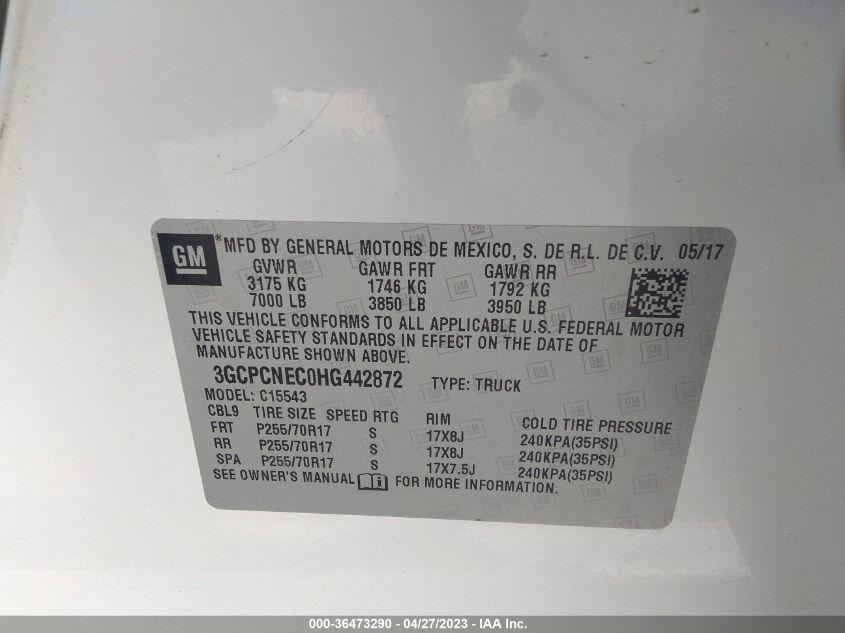 GM® MFD BY GENERAL MOTORS DE MEXICO, S. DE R.L. DE C.V. 05/17
GVWR GAWR FRT GAWR RR
3175 KG 1746 KG 1792 KG
7000 LB 3850 LB 3950 LB
THIS VEHICLE CONFORMS TO ALL APPLICABLE U.S. FEDERAL MOTOR
VEHICLE SAFETY STANDARDS IN EFFECT ON THE DATE OF
MANUFACTURE SHOWN ABOVE.
3GCPCNEC0HG442872 TYPE: TRUCK
MODEL: C15543
CBL9 TIRE SIZE SPEED RTG RIM COLD TIRE PRESSURE
FRT P255/70R17 S 17X8J 240KPA(35PSI)
RR P255/70R17 S 17X8J 240KPA(35PSI)
SPA P255/70R17 S 17X7.5J 240KPA(35PSI)
SEE OWNER'S MANUAL FOR MORE INFORMATION.
000-36473290 - 04/27/2023 - IAA Inc.